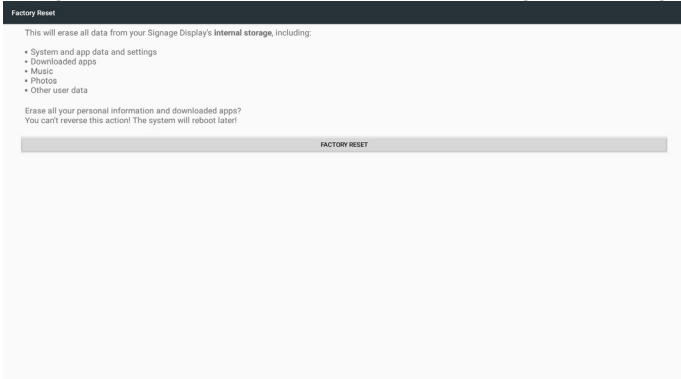 Factory Reset
This will erase all data from your Signage Display's internal storage, including:
• System and app data and settings
• Downloaded apps
• Music
• Photos
• Other user data
Erase all your personal information and downloaded apps?
You can't reverse this action! The system will reboot later!
FACTORY RESET